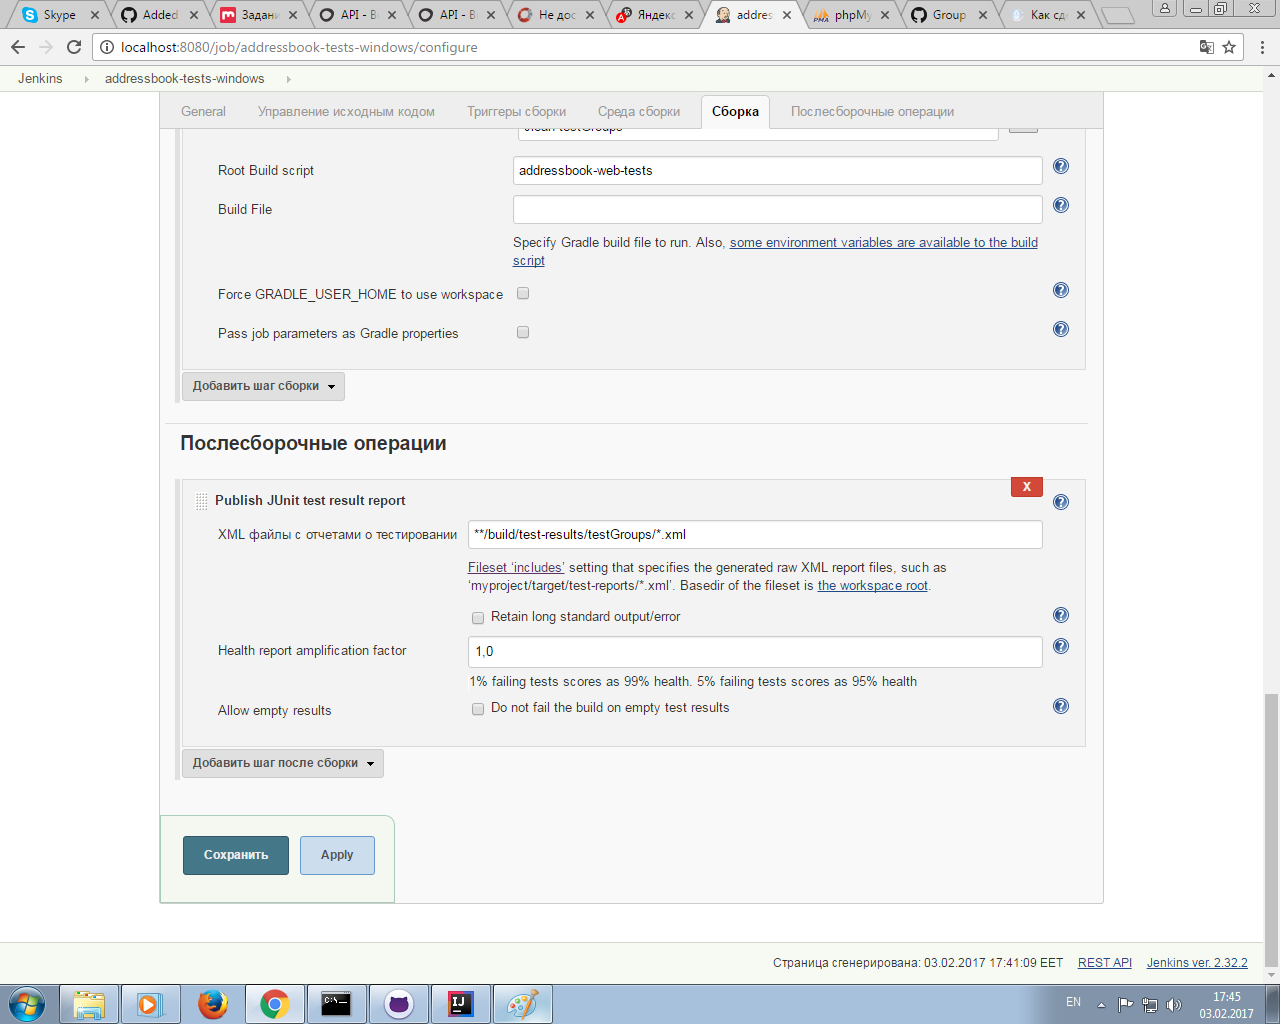 Skype
Added
Задани
API - B
API - B
Не дос
Яндекс
addres
phpMy
Group
Как сд
localhost:8080/job/addressbook-tests-windows/configure
Jenkins
addressbook-tests-windows
General
Управление исходным кодом
Триггеры сборки
Среда сборки
Сборка
Послесборочные операции
Root Build script
addressbook-web-tests
Build File
Specify Gradle build file to run. Also, some environment variables are available to the build
script
Force GRADLE_USER_HOME to use workspace
Pass job parameters as Gradle properties
Добавить шаг сборки
Послесборочные операции
Publish JUnit test result report
X
XML файлы с отчетами о тестировании
**/build/test-results/testGroups/*.xml
Fileset ‘includes’ setting that specifies the generated raw XML report files, such as
‘myproject/target/test-reports/*.xml’. Basedir of the fileset is the workspace root.
Retain long standard output/error
Health report amplification factor
1,0
1% failing tests scores as 99% health. 5% failing tests scores as 95% health
Allow empty results
Do not fail the build on empty test results
Добавить шаг после сборки
Сохранить
Apply
Страница сгенерирована: 03.02.2017 17:41:09 EET
REST API
Jenkins ver. 2.32.2
EN
17:45
03.02.2017